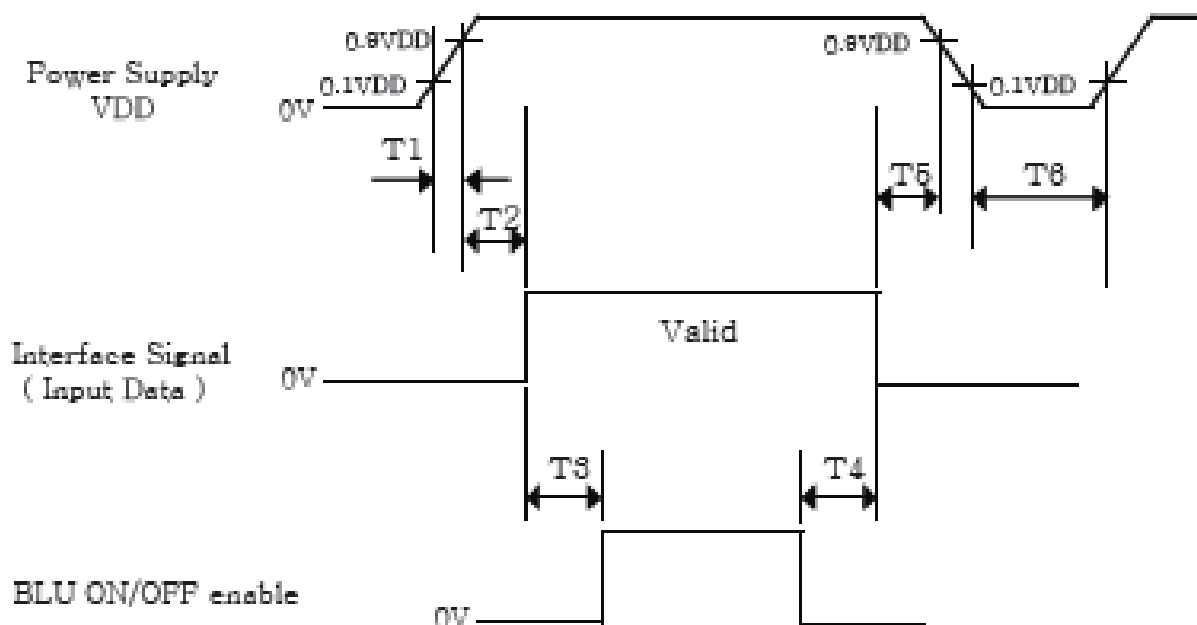 0.9VDD
0.9VDD
Power Supply
VDD
0.1VDD
0.1VDD
0V
T1
T5
T6
T2
Valid
Interface Signal
( Input Data )
0V
T3
T4
BLU ON/OFF enable
0V